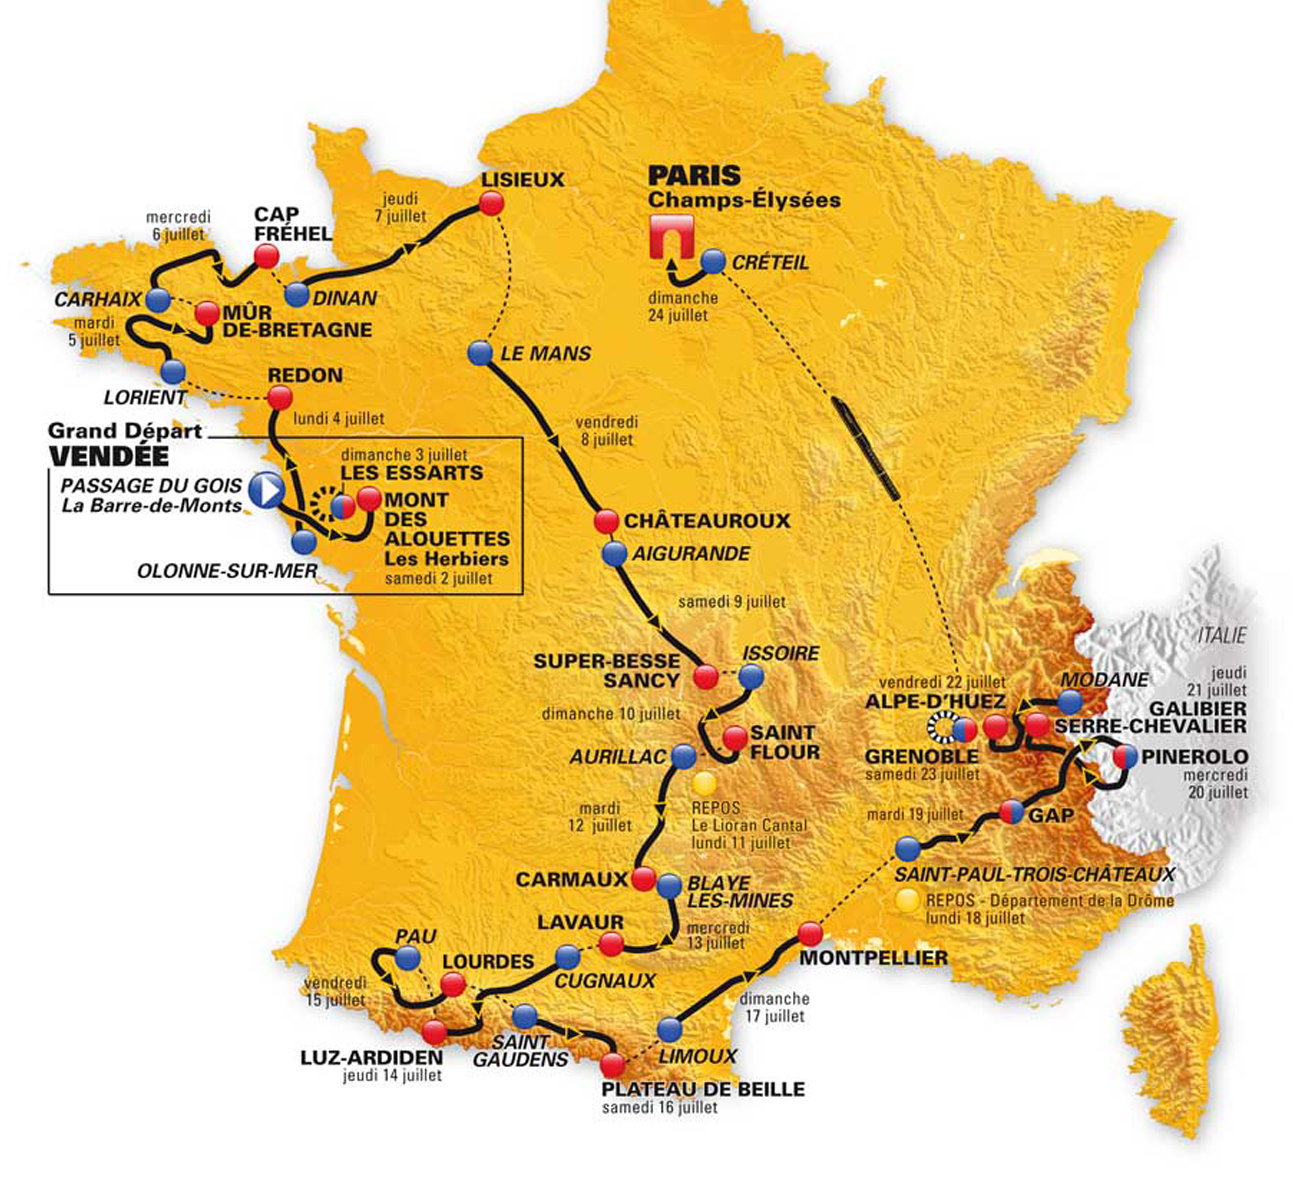 LISIEUX
jeudi
7 juillet
PARIS
Champs-Élysées
CRÉTEIL
dimanche
24 juillet
mercredi
6 juillet
CAP
FRÉHEL
DINAN
CARHAIX
MÛR
DE-BRETAGNE
mardi
5 juillet
LORIENT
REDON
lundi 4 juillet
LE MANS
vendredi
8 juillet
Grand Départ
VENDÉE
PASSAGE DU GOIS
La Barre-de-Monts
dimanche 3 juillet
LES ESSARTS
MONT
DES
ALOUETTES
Les Herbiers
samedi 2 juillet
OLONNE-SUR-MER
CHÂTEAUROUX
AIGURANDE
samedi 9 juillet
SUPER-BESSE
SANCY
ISSOIRE
dimanche 10 juillet
SAINT
FLOUR
AURILLAC
REPOS
Le Lioran Cantal
lundi 11 juillet
mardi
12 juillet
CARMAUX
BLAYE
LES-MINES
mercredi
13 juillet
LAVAUR
CUGNAUX
PAU
LOURDES
vendredi
15 juillet
LUZ-ARDIDEN
jeudi 14 juillet
SAINT
GAUDENS
PLATEAU DE BEILLE
samedi 16 juillet
LIMOUX
dimanche
17 juillet
MONTPELLIER
ITALIE
vendredi 22 juillet
ALPE-D'HUEZ
MODANE
jeudi
21 juillet
GALIBIER
SERRE-CHEVALIER
GRENOBLE
samedi 23 juillet
PINEROLO
mercredi
20 juillet
mardi 19 juillet
GAP
SAINT-PAUL-TROIS-CHÂTEAUX
REPOS - Département de la Drôme
lundi 18 juillet